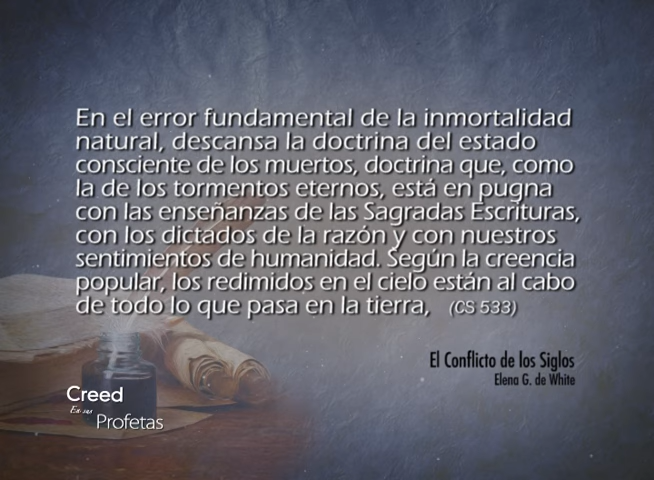 En el error fundamental de la inmortalidad
natural, descansa la doctrina del estado
consciente de los muertos, doctrina que, como
la de los tormentos eternos, está en pugna
con las enseñanzas de las Sagradas Escrituras,
con los dictados de la razón y con nuestros
sentimientos de humanidad. Según la creencia
popular, los redimidos en el cielo están al cabo
de todo lo que pasa en la tierra, (CS 533)
El Conflicto de los Siglos
Elena G. de White
Creed
En sus
Profetas